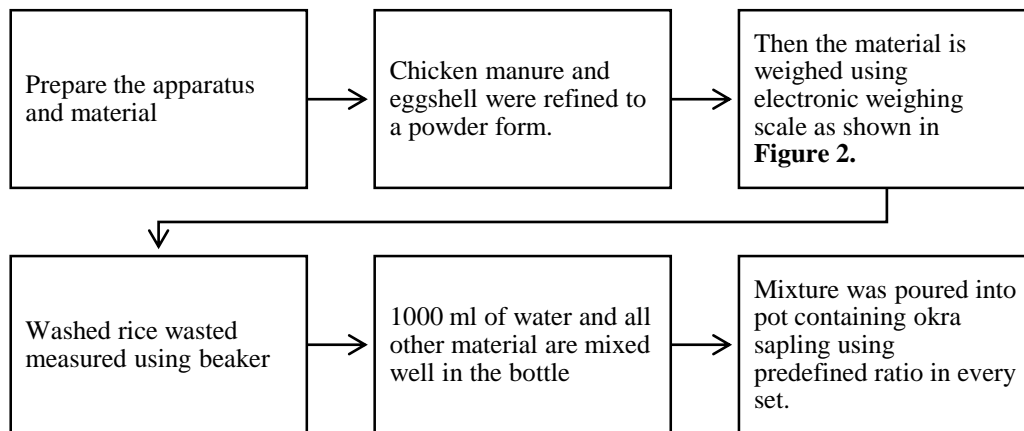 Prepare the apparatus
and material
Chicken manure and
eggshell were refined to
a powder form.
Then the material is
weighed using
electronic weighing
scale as shown in
Figure 2.
Washed rice wasted
measured using beaker
1000 ml of water and all
other material are mixed
well in the bottle
Mixture was poured into
pot containing okra
sapling using
predefined ratio in every
set.